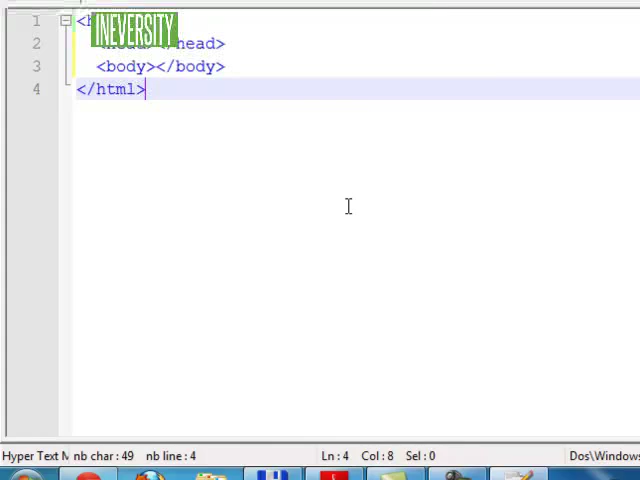 1 <h
INEVERSITY
2 <head></head>
3 <body></body>
4 </html>
Hyper Text M nb char : 49 nb line : 4 Ln : 4 Col : 8 Sel : 0 Dos\Windows